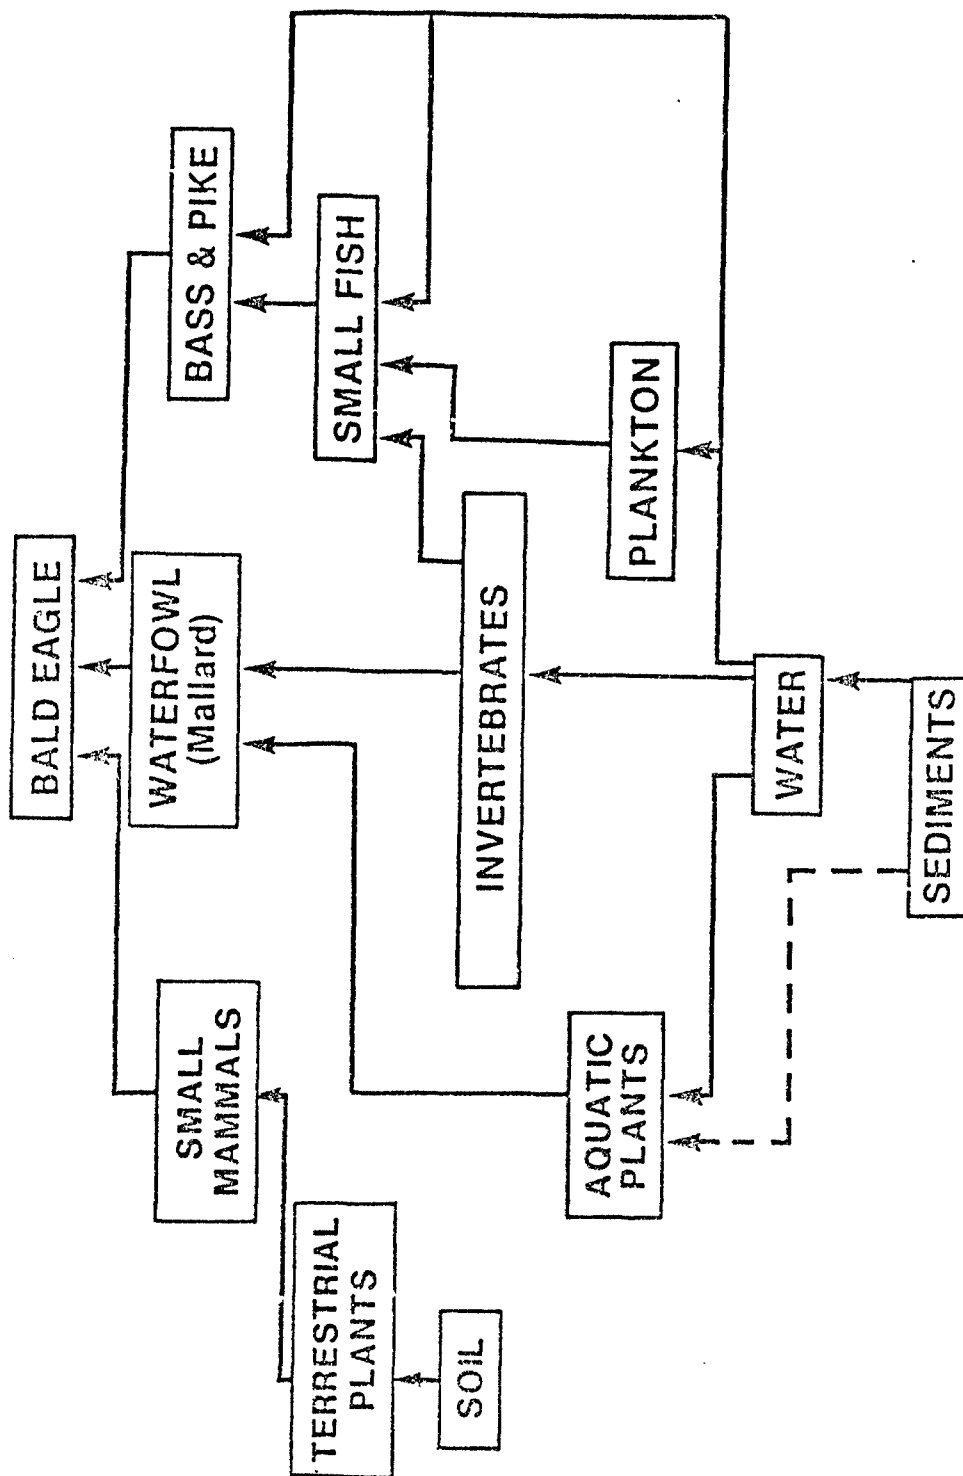 BALD EAGLE
SMALL
MAMMALS
WATERFOWL
(Mallard)
BASS & PIKE
TERRESTRIAL
PLANTS
SMALL FISH
SOIL
INVERTEBRATES
AQUATIC
PLANTS
PLANKTON
WATER
SEDIMENTS